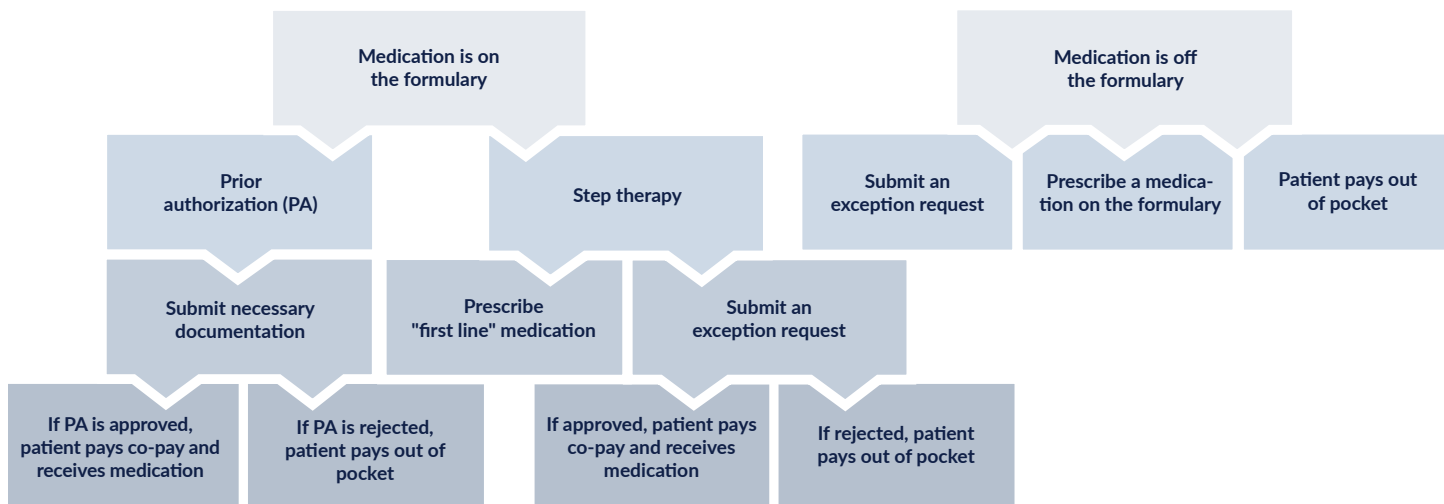 Medication is on
the formulary
Medication is off
the formulary
Prior
authorization (PA)
Step therapy
Submit an
exception request
Prescribe a medica-
tion on the formulary
Patient pays out
of pocket
Submit necessary
documentation
Prescribe
"first line" medication
Submit an
exception request
If PA is approved,
patient pays co-pay and
receives medication
If PA is rejected,
patient pays out of
pocket
If approved, patient pays
co-pay and receives
medication
If rejected, patient
pays out of pocket